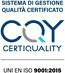 SISTEMA DI GESTIONE
QUALITÀ CERTIFICATO
CQY
CERTIQUALITY
UNI EN ISO 9001:2015